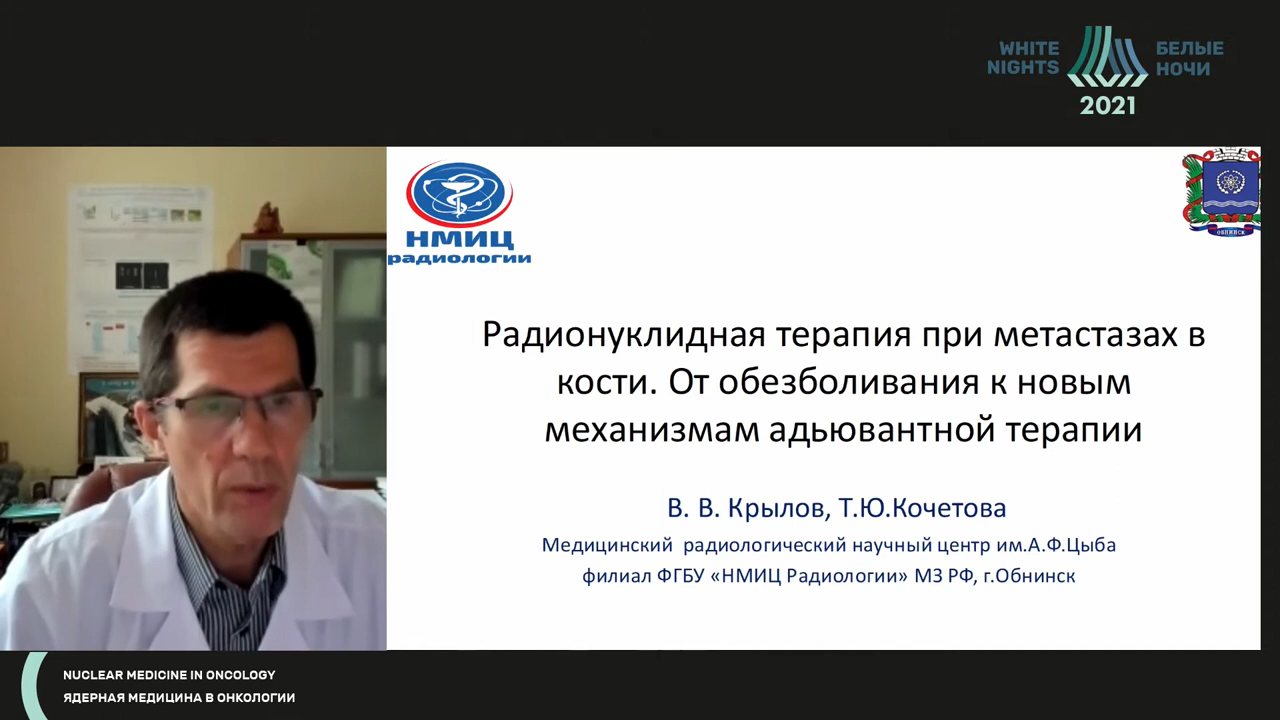 WHITE
NIGHTS
БЕЛЫЕ
НОЧИ
2021
НМИЦ
радиологии
ОБНИНСК
Радионуклидная терапия при метастазах в
кости. От обезболивания к новым
механизмам адьювантной терапии
В. В. Крылов, Т.Ю.Кочетова
Медицинский радиологический научный центр им.А.Ф.Цыба
филиал ФГБУ «НМИЦ Радиологии» МЗ РФ, г.Обнинск
NUCLEAR MEDICINE IN ONCOLOGY
ЯДЕРНАЯ МЕДИЦИНА В ОНКОЛОГИИ